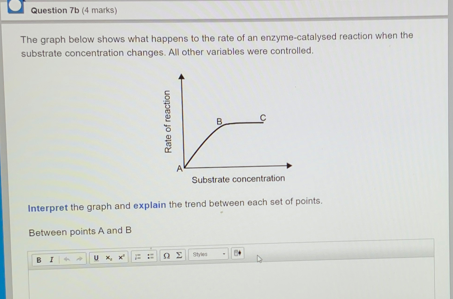 Question 7b (4 marks)
The graph below shows what happens to the rate of an enzyme-catalysed reaction when the
substrate concentration changes. All other variables were controlled.
Rate of reaction
B
C
A
Substrate concentration
Interpret the graph and explain the trend between each set of points.
Between points A and B
B I U x₂ x² Ω Σ Styles